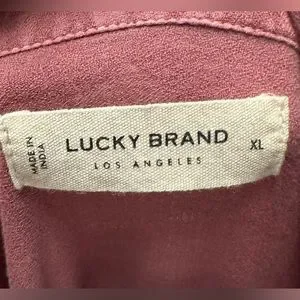 MADE IN
INDIA
LUCKY BRAND
LOS ANGELES
XL